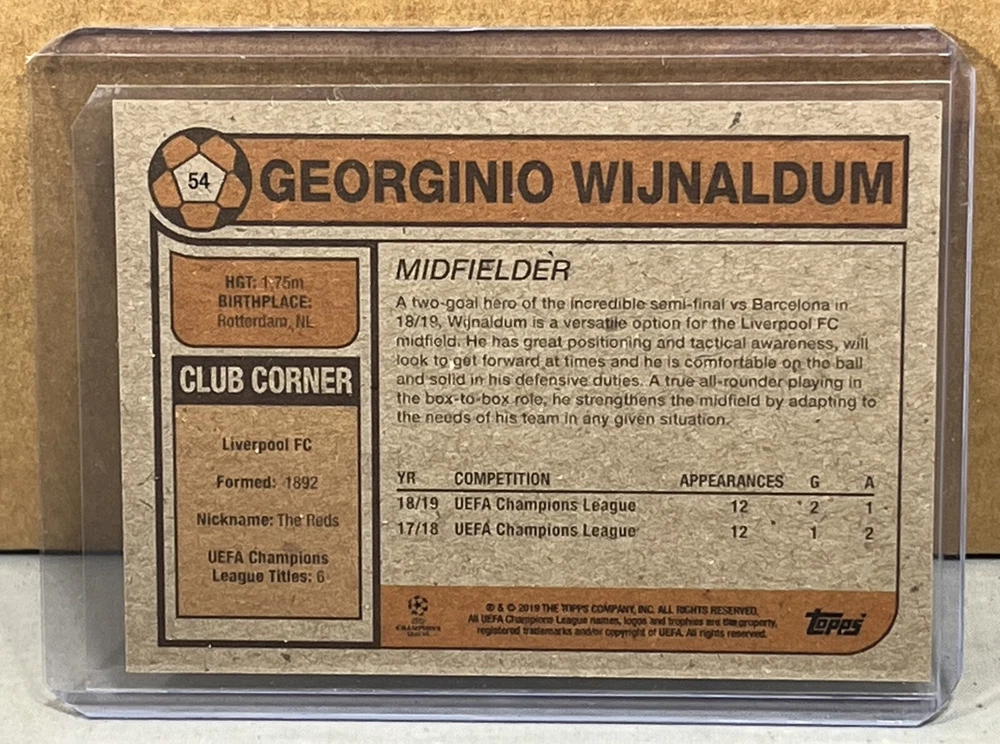 54
GEORGINIO WIJNALDUM
HGT: 1.75m
BIRTHPLACE:
Rotterdam, NL
CLUB CORNER
Liverpool FC
Formed: 1892
Nickname: The Reds
UEFA Champions
League Titles: 6
MIDFIELDER
A two-goal hero of the incredible semi-final vs Barcelona in
18/19, Wijnaldum is a versatile option for the Liverpool FC
midfield. He has great positioning and tactical awareness, will
look to get forward at times and he is comfortable on the ball
and solid in his defensive duties. A true all-rounder playing in
the box-to-box role, he strengthens the midfield by adapting to
the needs of his team in any given situation.
YR COMPETITION APPEARANCES G A
18/19 UEFA Champions League 12 2 1
17/18 UEFA Champions League 12 1 2
CHAMPIONS
LEAGUE
® & © 2019 THE TOPPS COMPANY, INC. ALL RIGHTS RESERVED.
All UEFA Champions League names, logos and trophies are the property,
registered trademarks and/or copyright of UEFA. All rights reserved.
Topps